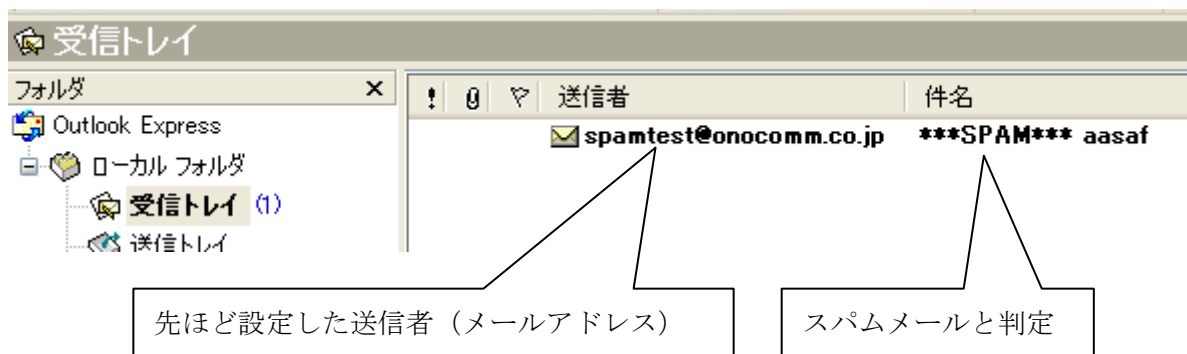 受信トレイ
フォルダ ×
! 送信者 件名
Outlook Express
spamtest@onocomm.co.jp ***SPAM*** aasaf
ローカル フォルダ
受信トレイ (1)
送信トレイ
先ほど設定した送信者（メールアドレス）
スパムメールと判定